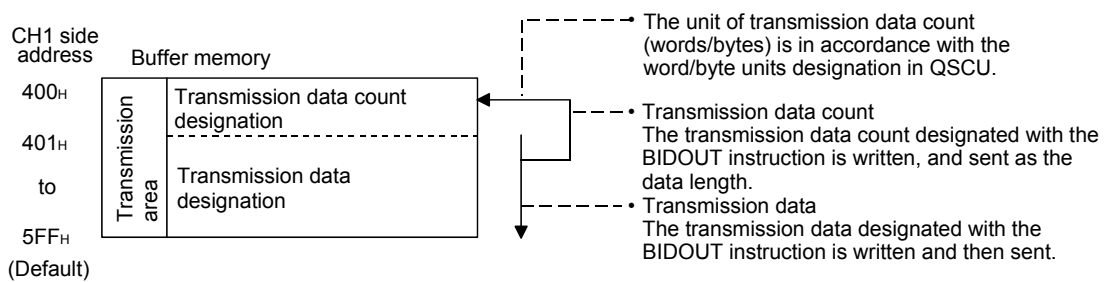 CH1 side
address
Buffer memory
400H
401H
to
5FFH
(Default)
Transmission
area
Transmission data count
designation
Transmission data
designation
• The unit of transmission data count
(words/bytes) is in accordance with the
word/byte units designation in QSCU.
• Transmission data count
The transmission data count designated with the
BIDOUT instruction is written, and sent as the
data length.
• Transmission data
The transmission data designated with the
BIDOUT instruction is written and then sent.